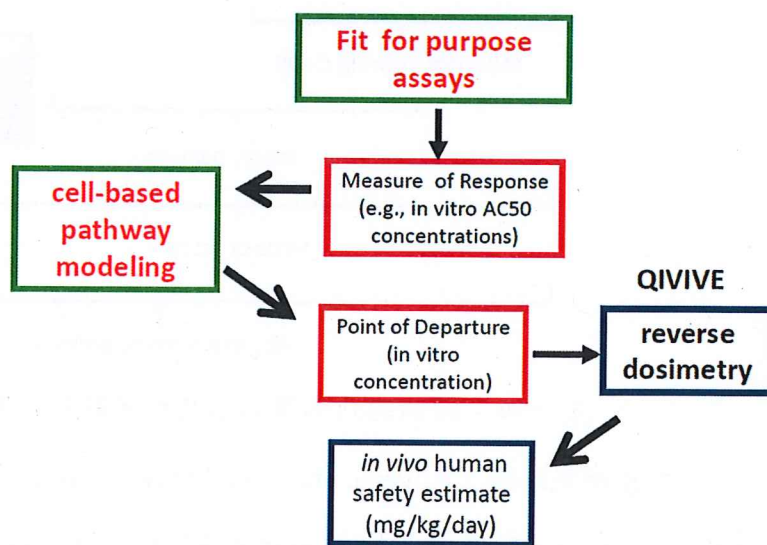 Fit for purpose
assays
Measure of Response
(e.g., in vitro AC50
concentrations)
cell-based
pathway
modeling
Point of Departure
(in vitro
concentration)
QIVIVE
reverse
dosimetry
in vivo human
safety estimate
(mg/kg/day)